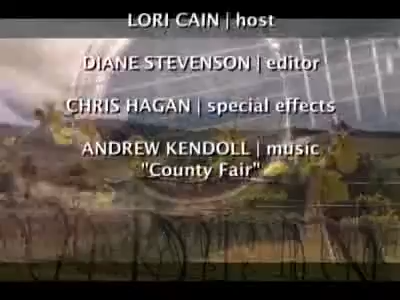 LORI CAIN | host
DIANE STEVENSON | editor
CHRIS HAGAN | special effects
ANDREW KENDOLL | music
"County Fair"